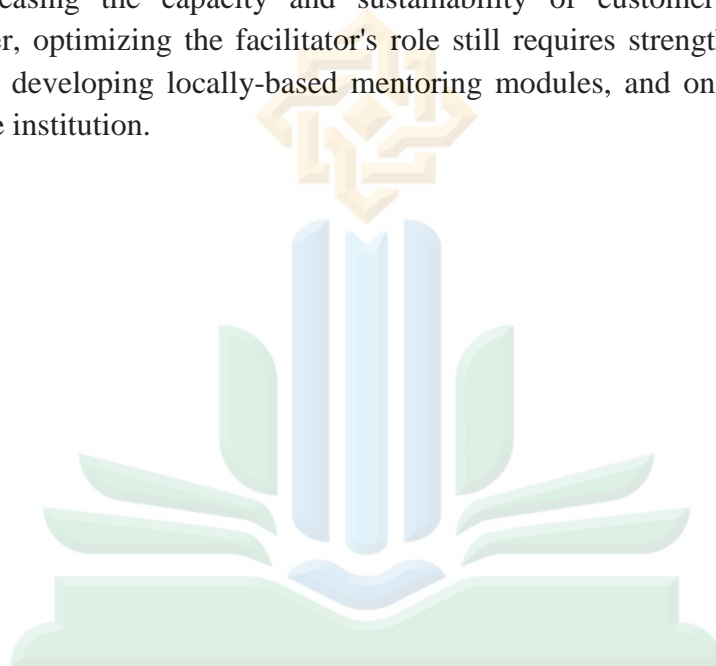 easing the capacity and sustainability of customer
r, optimizing the facilitator's role still requires strength
developing locally-based mentoring modules, and on
e institution.